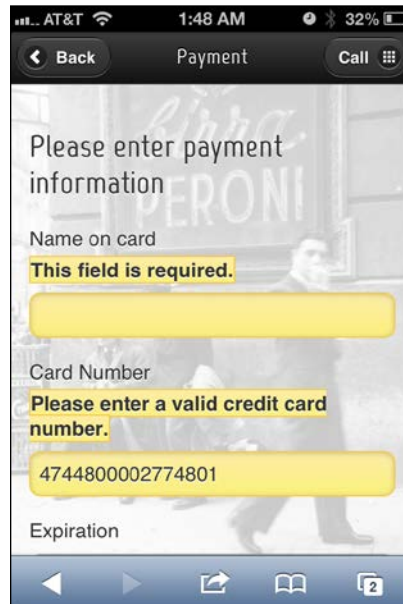 AT&T 1:48 AM 32%
Back Payment Call
birra
PERONI
Please enter payment
information
Name on card
This field is required.
Card Number
Please enter a valid credit card
number.
4744800002774801
Expiration
2